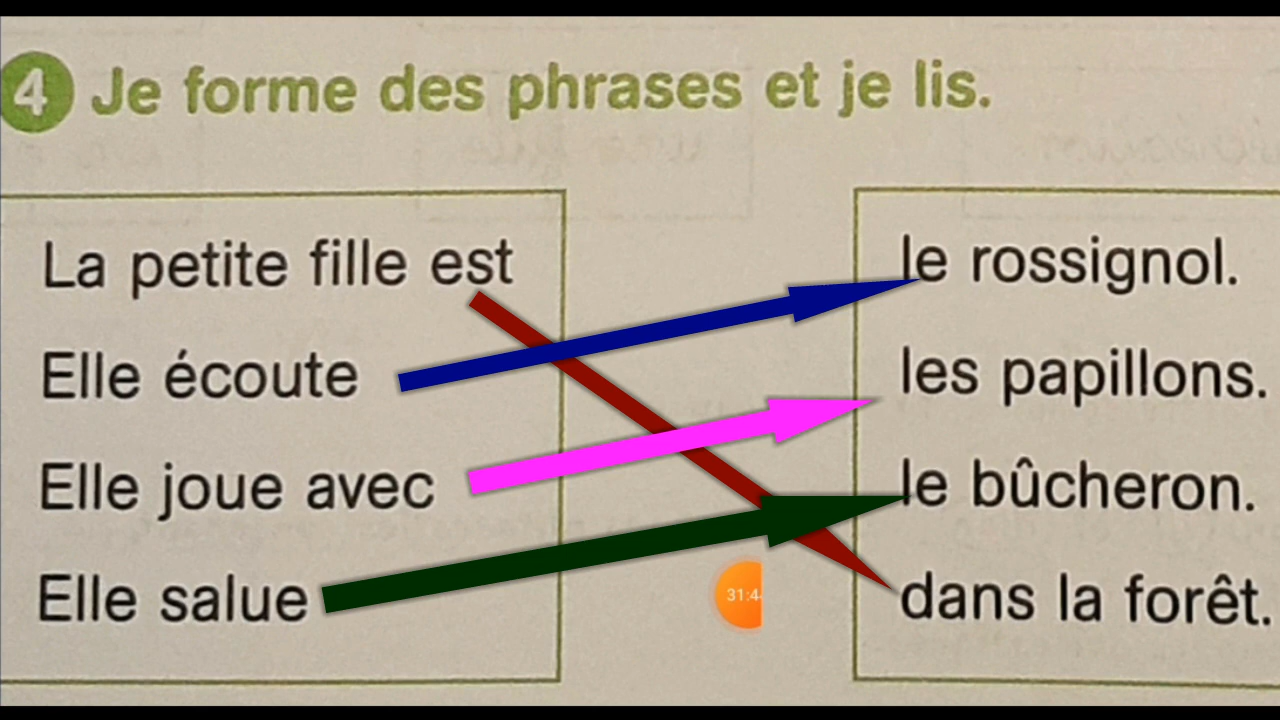 4 Je forme des phrases et je lis.
La petite fille est
Elle écoute
Elle joue avec
Elle salue
le rossignol.
les papillons.
le bûcheron.
dans la forêt.